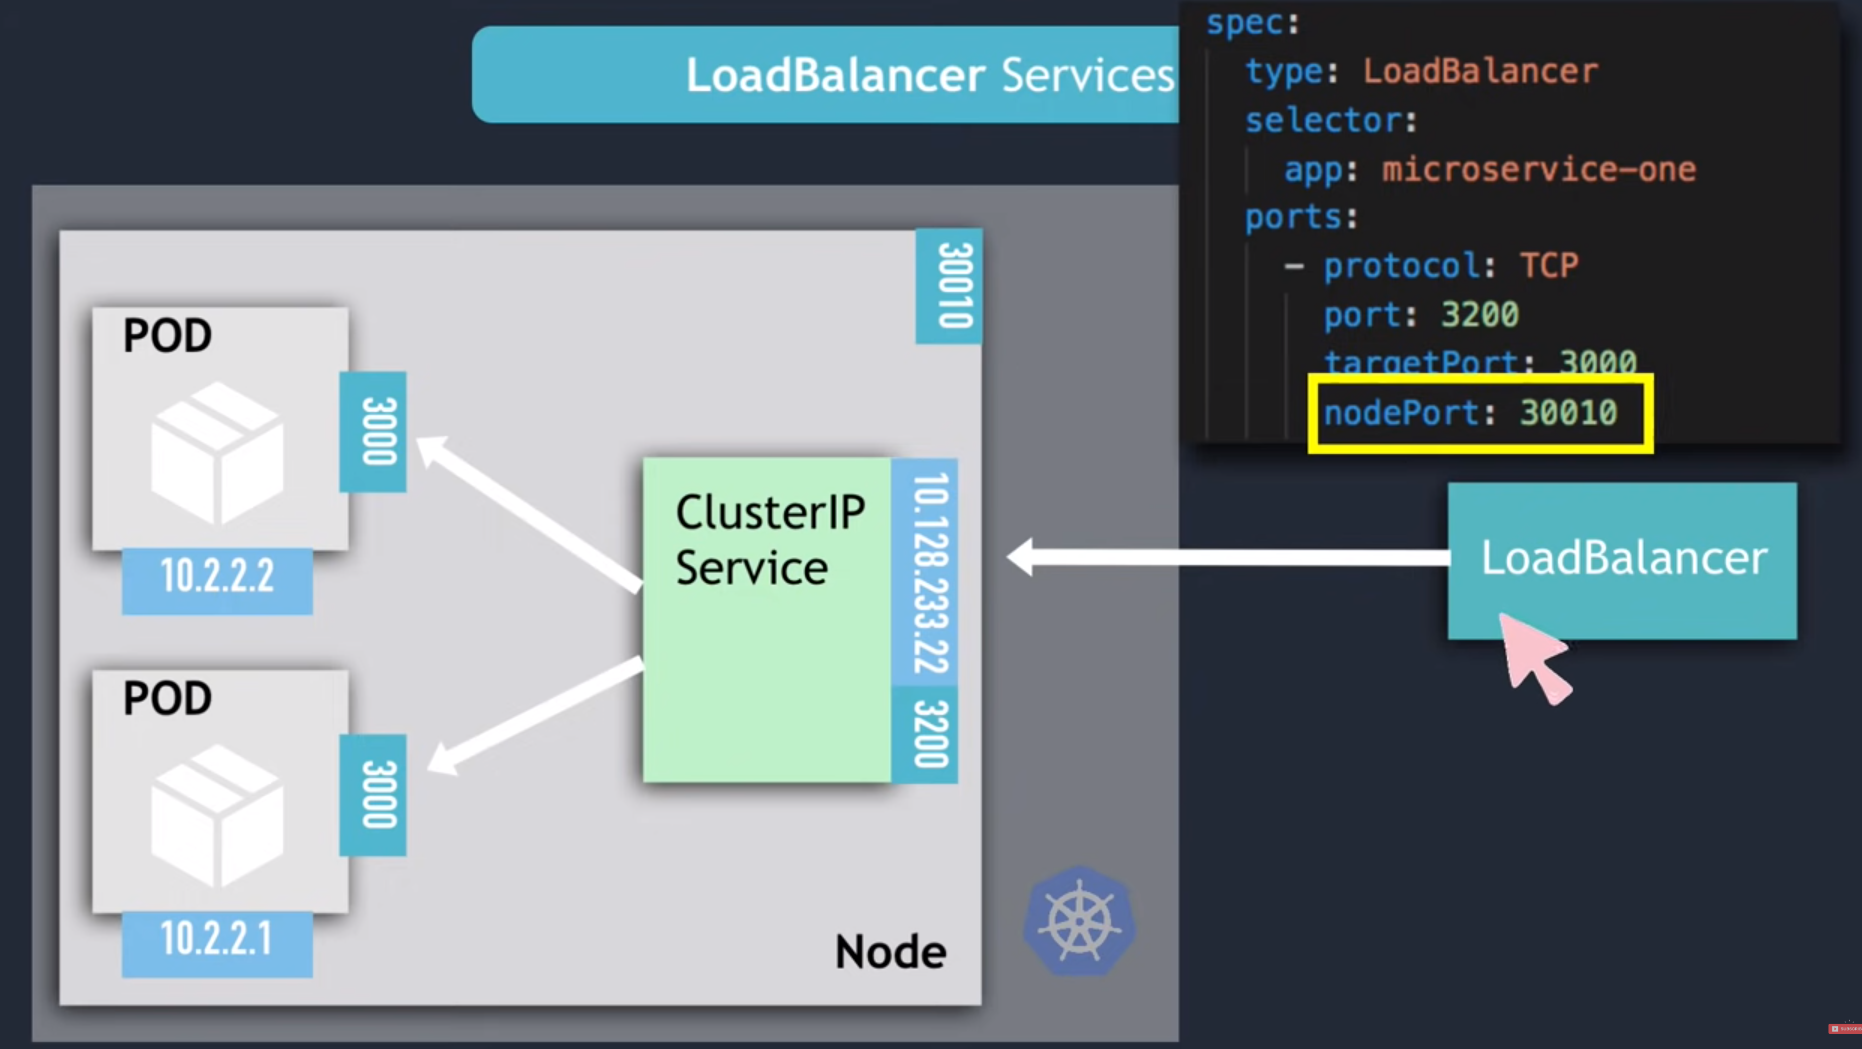 LoadBalancer Services
spec:
type: LoadBalancer
selector:
app: microservice-one
ports:
- protocol: TCP
port: 3200
targetPort: 3000
nodePort: 30010
30010
POD
3000
10.2.2.2
ClusterIP
Service
10.128.233.22
3200
LoadBalancer
POD
3000
10.2.2.1
Node